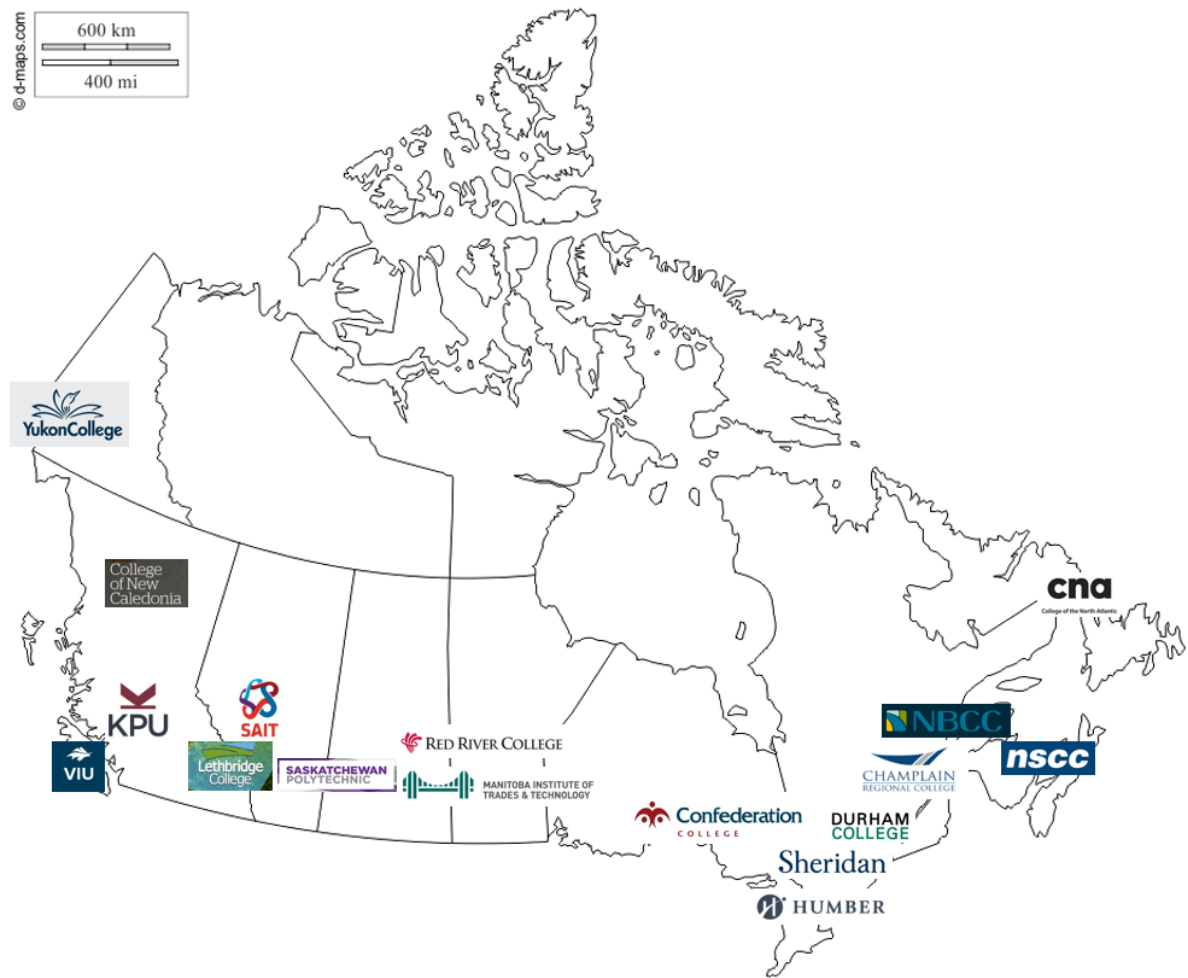 © d-maps.com
600 km
400 mi
YukonCollege
College
of New
Caledonia
cna
College of the North Atlantic
KPU
SAIT
NBCC
RED RIVER COLLEGE
nscc
VIU
Lethbridge
College
SASKATCHEWAN
POLYTECHNIC
CHAMPLAIN
REGIONAL COLLEGE
MANITOBA INSTITUTE OF
TRADES & TECHNOLOGY
Confederation
COLLEGE
DURHAM
COLLEGE
Sheridan
HUMBER